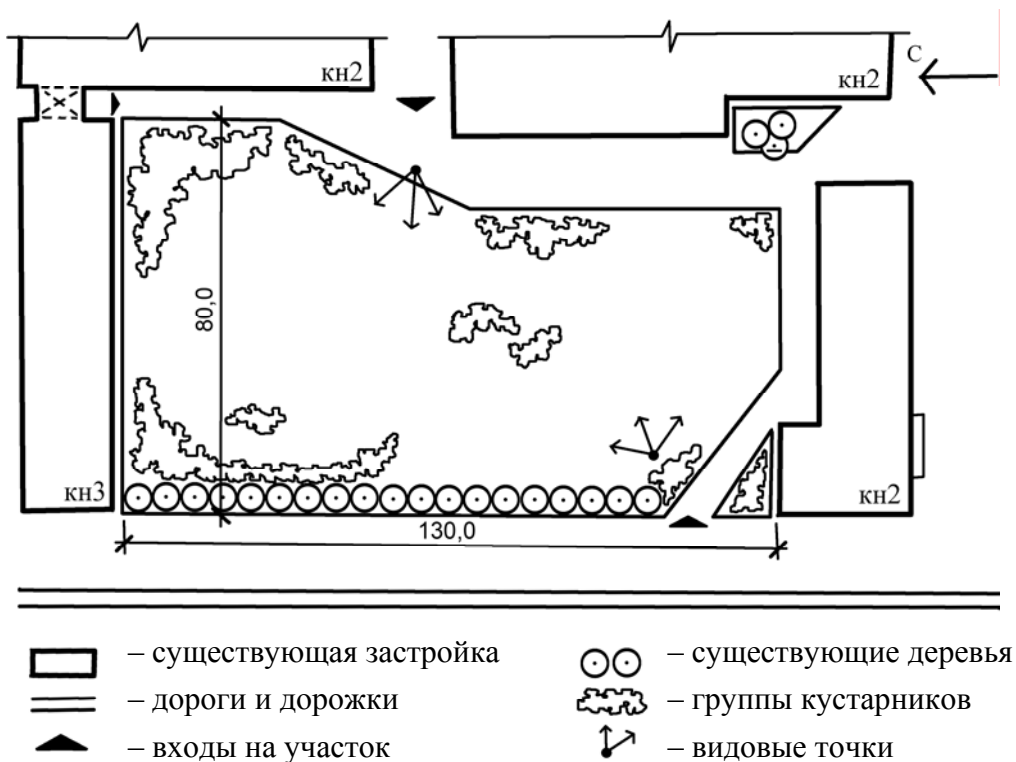 кн2
кн2
С
80,0
кн3
кн2
130,0
– существующая застройка
– дороги и дорожки
– входы на участок
– существующие деревья
– группы кустарников
– видовые точки